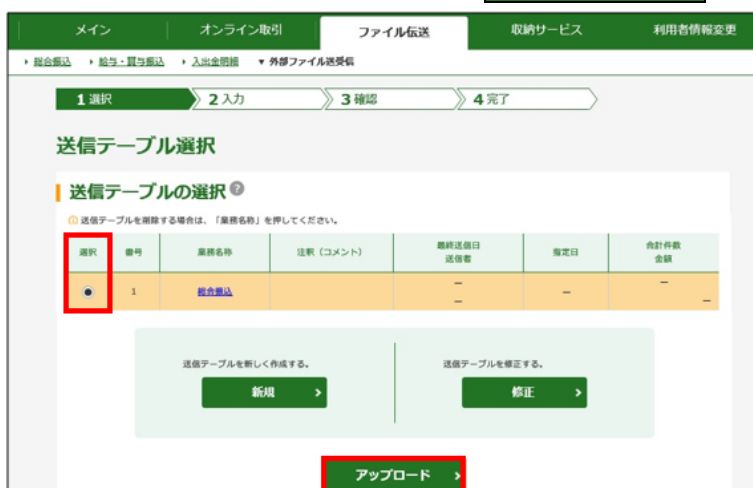 メイン オンライン取引 ファイル伝送 収納サービス 利用者情報変更
総合振込 給与・賞与振込 入出金明細 外部ファイル送受信
1 選択 2 入力 3 確認 4 完了
送信テーブル選択
送信テーブルの選択 ?
送信テーブルを削除する場合は、「業務名称」を押してください。
選択 番号 業務名称 注釈（コメント） 最終送信日 指定日 合計件数
送信者 金額
1 総合振込 － － －
－ －
送信テーブルを新しく作成する。 送信テーブルを修正する。
新規 修正
アップロード